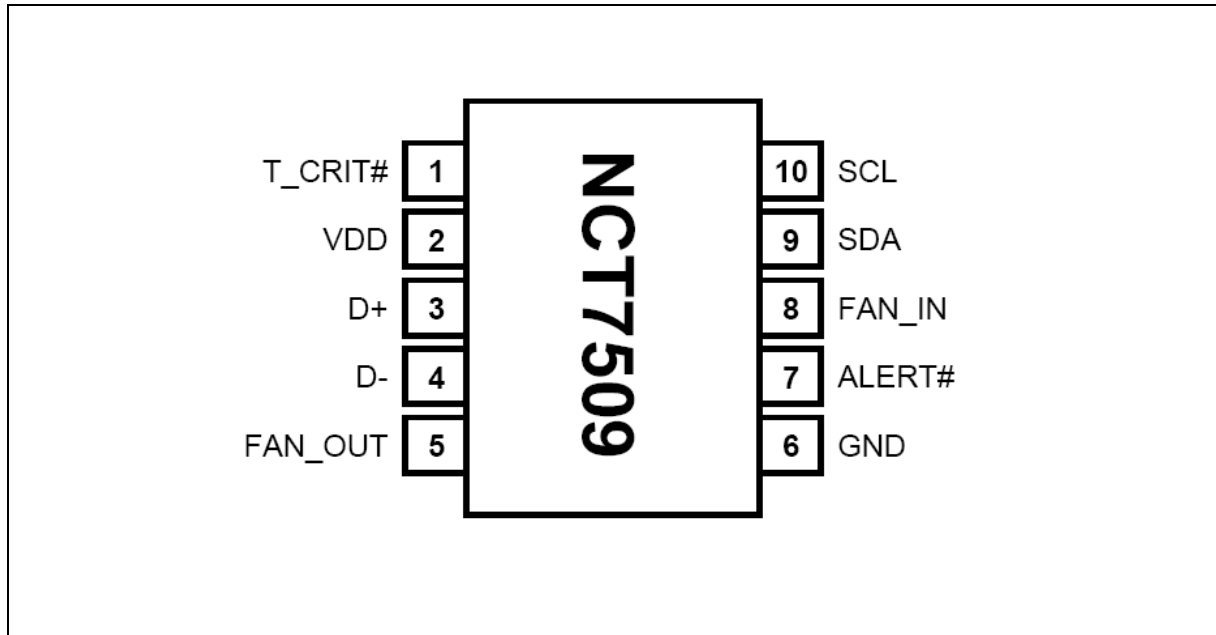 T_CRIT# 1
VDD 2
D+ 3
D- 4
FAN_OUT 5
NCT7509
10 SCL
9 SDA
8 FAN_IN
7 ALERT#
6 GND